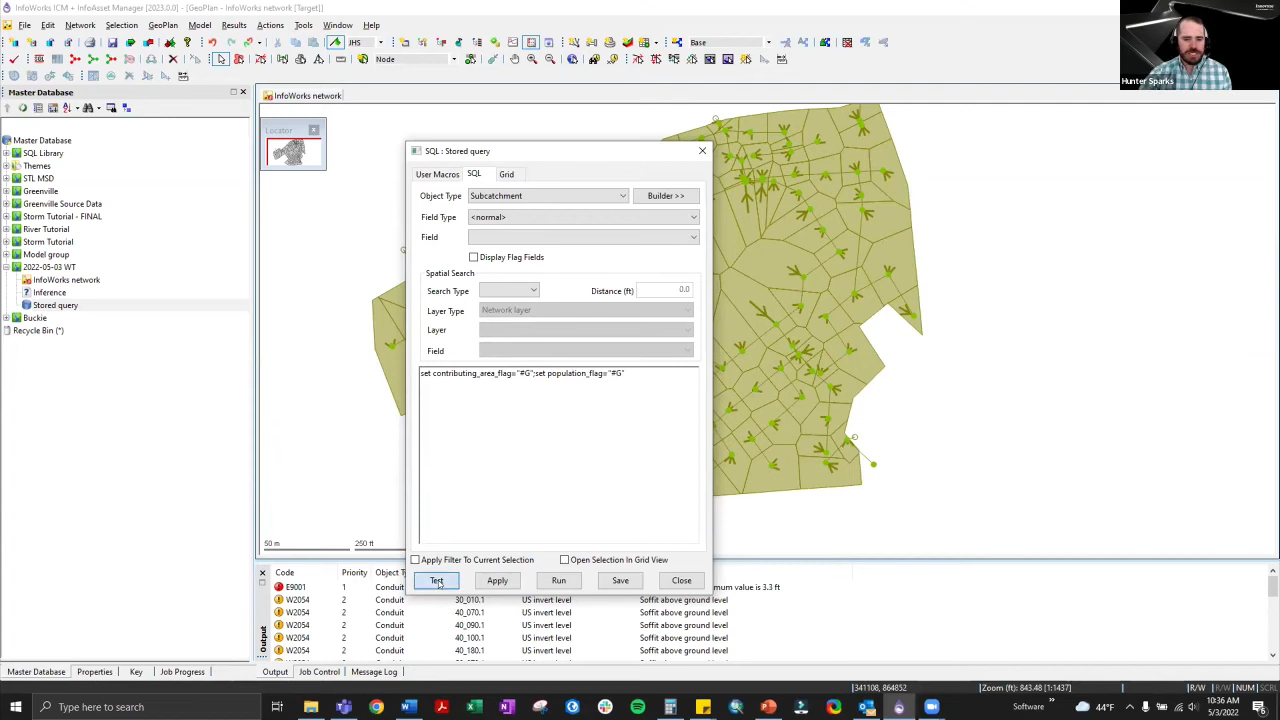 InfoWorks ICM + InfoAsset Manager [2023.0.0] - [GeoPlan - InfoWorks network [Target]]
File Edit Network Selection GeoPlan Model Results Actions Tools Window Help
JHS
Base
Node
Hunter Sparks
Master Database
InfoWorks network
Locator
Master Database
SQL Library
Themes
STL MSD
Greenville
Greenville Source Data
Storm Tutorial - FINAL
River Tutorial
Storm Tutorial
Model group
2022-05-03 WT
InfoWorks network
Inference
Stored query
Buckie
Recycle Bin (*)
SQL : Stored query
User Macros SQL Grid
Object Type Subcatchment Builder >>
Field Type <normal>
Field
Display Flag Fields
Spatial Search
Search Type Distance (ft) 0.0
Layer Type Network layer
Layer
Field
set contributing_area_flag="#G";set population_flag="#G"
Apply Filter To Current Selection Open Selection In Grid View
Test Apply Run Save Close
50 m 250 ft
Output
Code Priority Object T
E9001 1 Conduit mum value is 3.3 ft
W2054 2 Conduit 30_010.1 US invert level Soffit above ground level
W2054 2 Conduit 40_070.1 US invert level Soffit above ground level
W2054 2 Conduit 40_090.1 US invert level Soffit above ground level
W2054 2 Conduit 40_100.1 US invert level Soffit above ground level
W2054 2 Conduit 40_180.1 US invert level Soffit above ground level
Master Database Properties Key Job Progress Output Job Control Message Log
341108, 864852 Zoom (ft): 843.48 [1:1437] R/W R/W NUM SCRL
Type here to search
Software
44°F
10:36 AM
5/3/2022